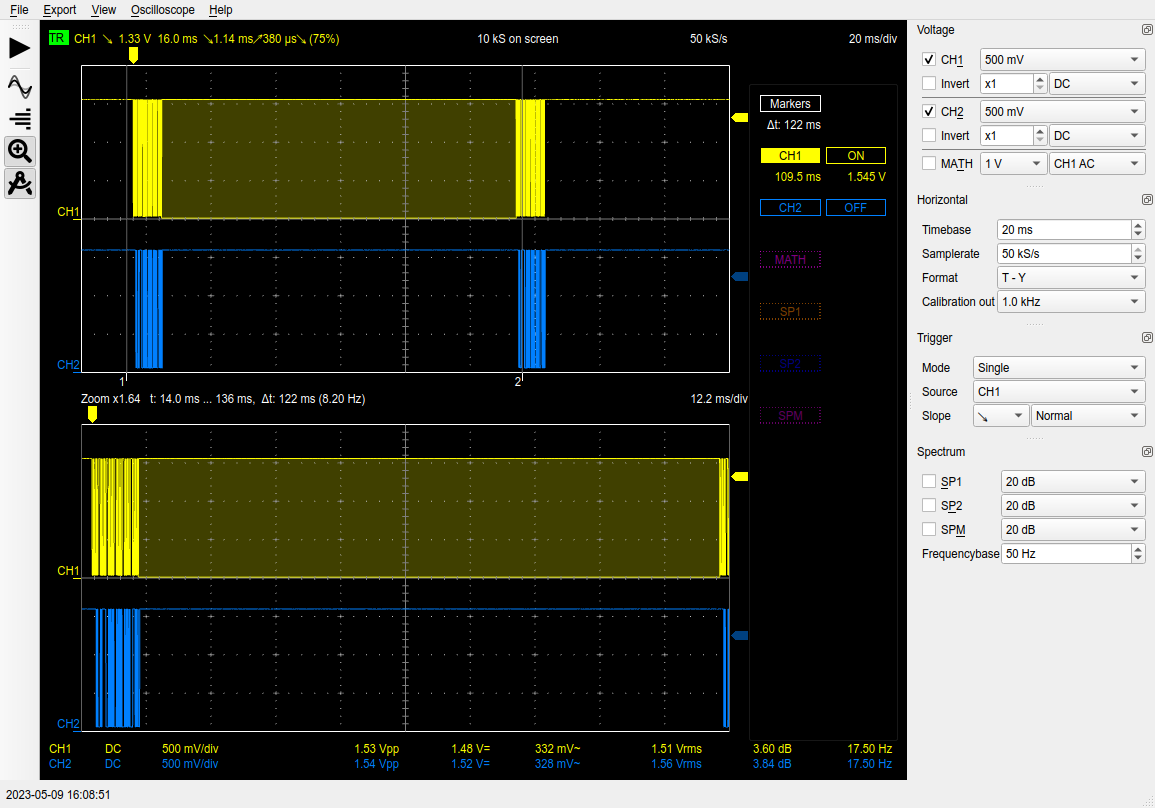 File Export View Oscilloscope Help
TR CH1 ↘ 1.33 V 16.0 ms ↘1.14 ms↗380 µs↘ (75%) 10 kS on screen 50 kS/s 20 ms/div
Markers
Δt: 122 ms
CH1 ON
109.5 ms 1.545 V
CH2 OFF
MATH
SP1
SP2
SPM
CH1
CH2
1 2
Zoom x1.64 t: 14.0 ms ... 136 ms, Δt: 122 ms (8.20 Hz) 12.2 ms/div
CH1
CH2
CH1 DC 500 mV/div 1.53 Vpp 1.48 V= 332 mV~ 1.51 Vrms 3.60 dB 17.50 Hz
CH2 DC 500 mV/div 1.54 Vpp 1.52 V= 328 mV~ 1.56 Vrms 3.84 dB 17.50 Hz
Voltage
CH1 500 mV
Invert x1 DC
CH2 500 mV
Invert x1 DC
MATH 1 V CH1 AC
Horizontal
Timebase 20 ms
Samplerate 50 kS/s
Format T - Y
Calibration out 1.0 kHz
Trigger
Mode Single
Source CH1
Slope ↘ Normal
Spectrum
SP1 20 dB
SP2 20 dB
SPM 20 dB
Frequencybase 50 Hz
2023-05-09 16:08:51